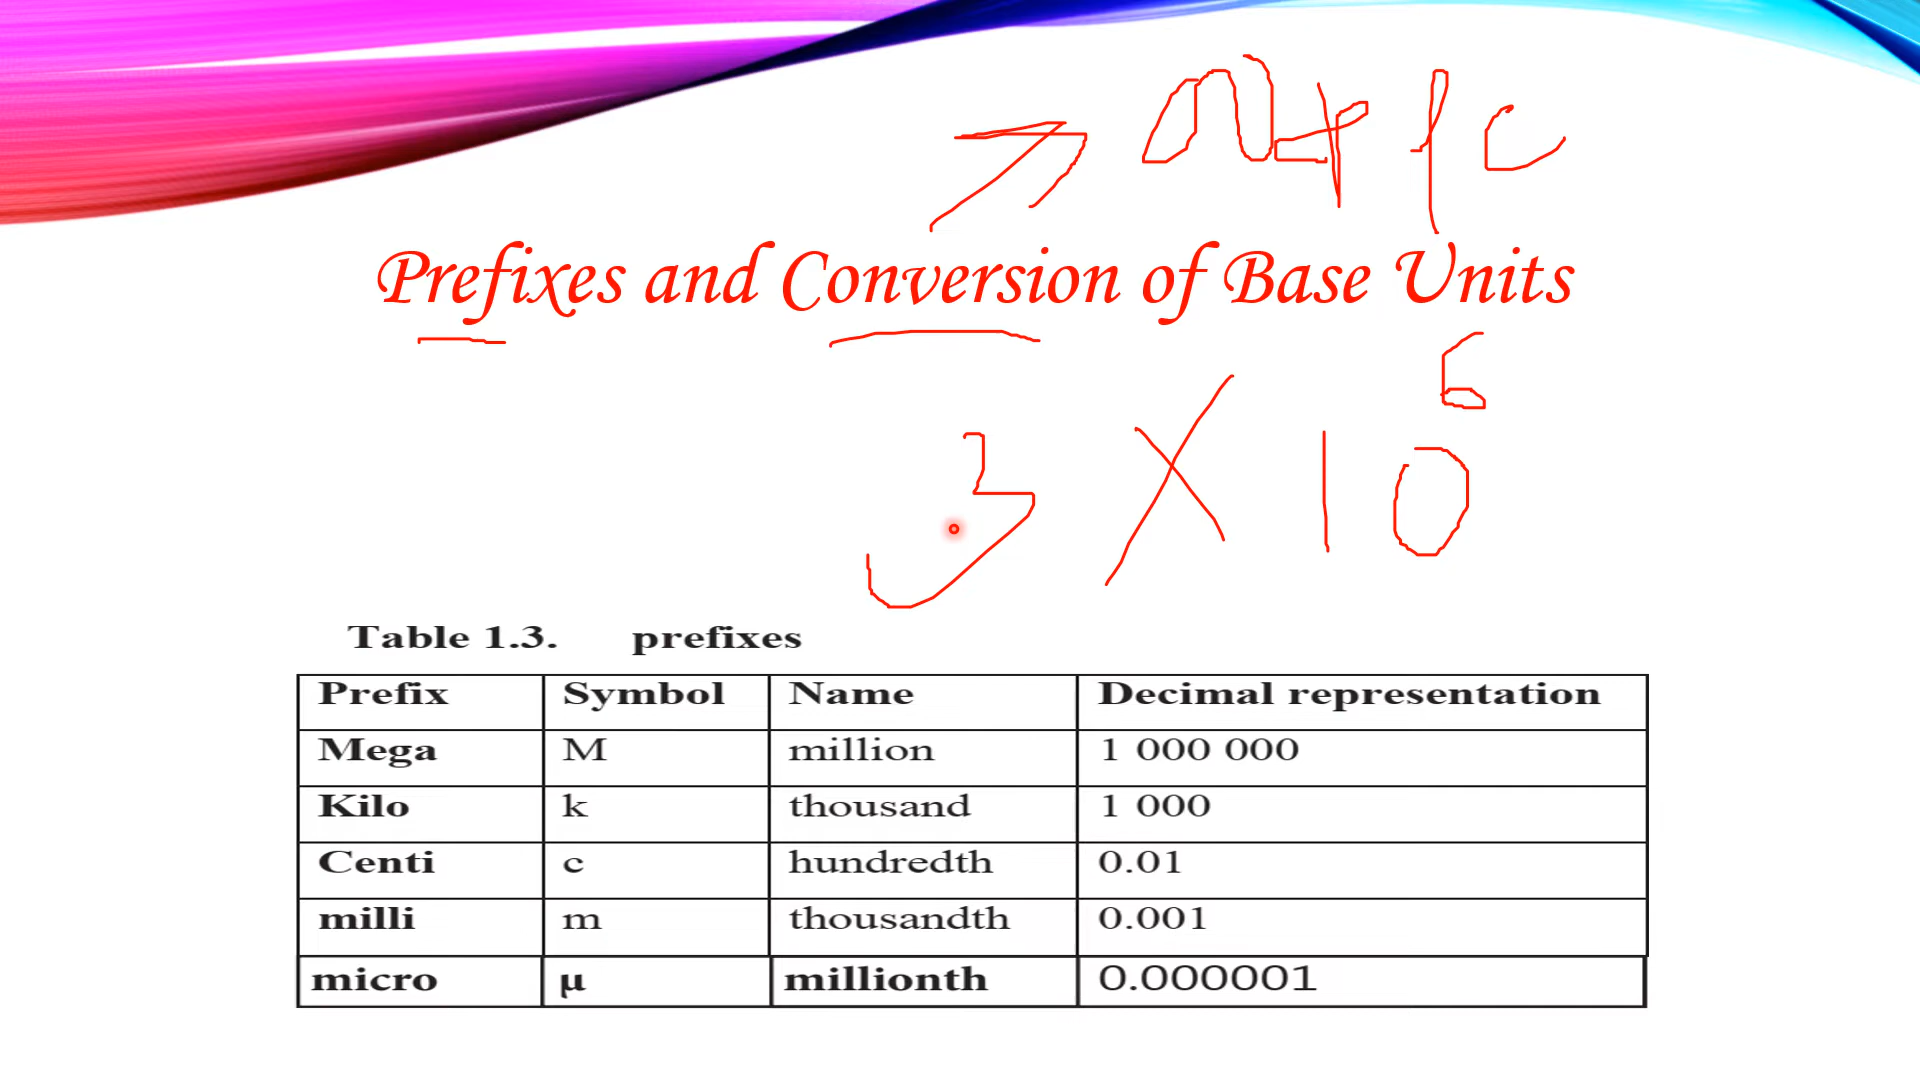 Prefixes and Conversion of Base Units
3 X 10 6
Table 1.3. prefixes
Prefix Symbol Name Decimal representation
Mega M million 1 000 000
Kilo k thousand 1 000
Centi c hundredth 0.01
milli m thousandth 0.001
micro µ millionth 0.000001